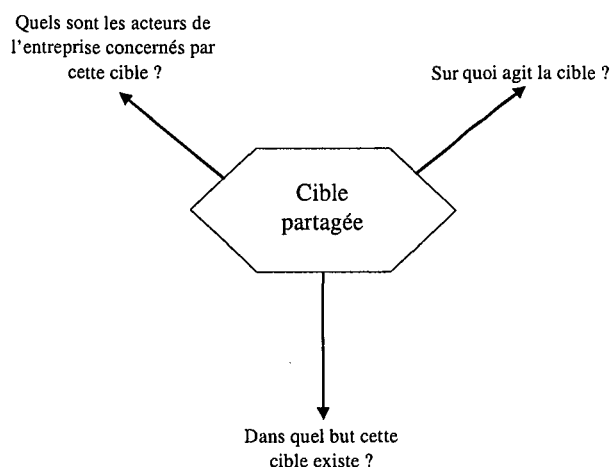 Quels sont les acteurs de
l'entreprise concernés par
cette cible ?
Sur quoi agit la cible ?
Cible
partagée
Dans quel but cette
cible existe ?